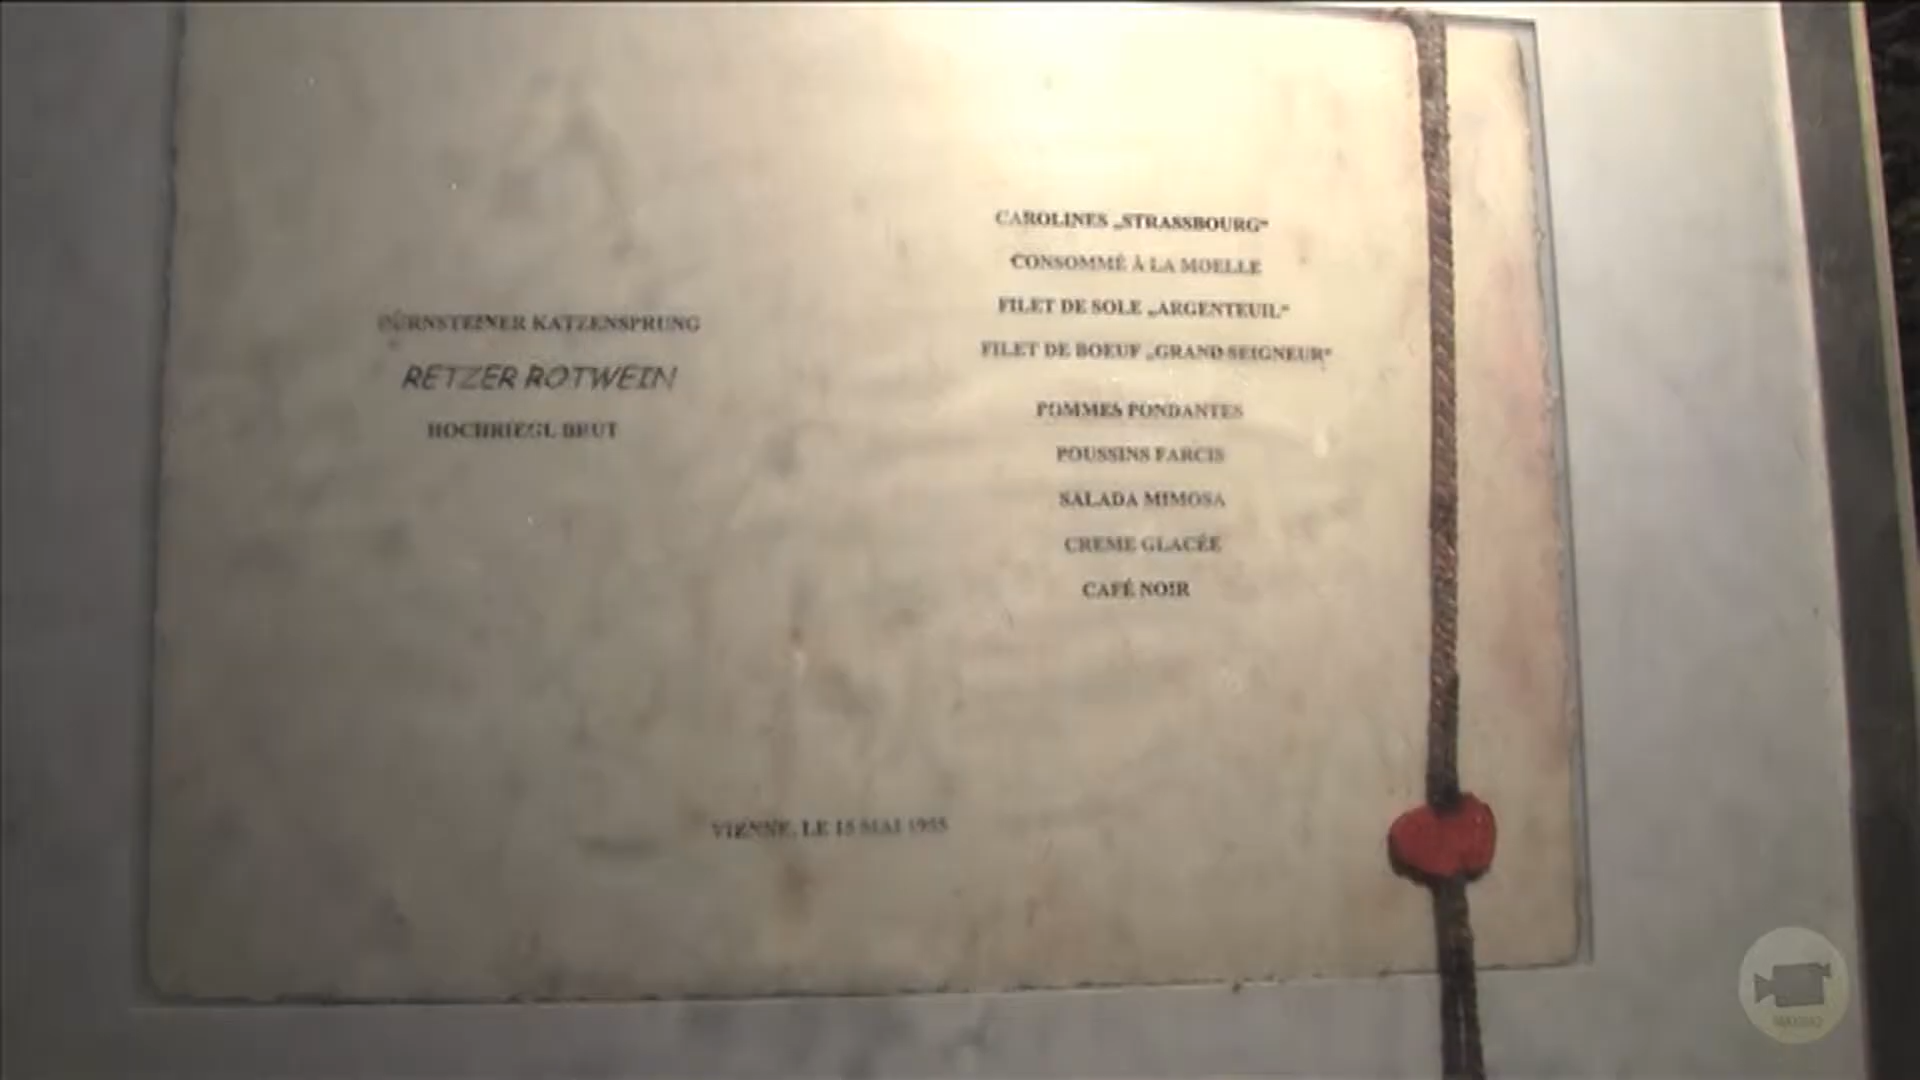 DÜRNSTEINER KATZENSPRUNG
RETZER ROTWEIN
HOCHRIEGL BRUT
CAROLINES „STRASSBOURG“
CONSOMMÉ À LA MOELLE
FILET DE SOLE „ARGENTEUIL“
FILET DE BOEUF „GRAND SEIGNEUR“
POMMES FONDANTES
POUSSINS FARCIS
SALADA MIMOSA
CREME GLACÉE
CAFÉ NOIR
VIENNE, LE 15 MAI 1955